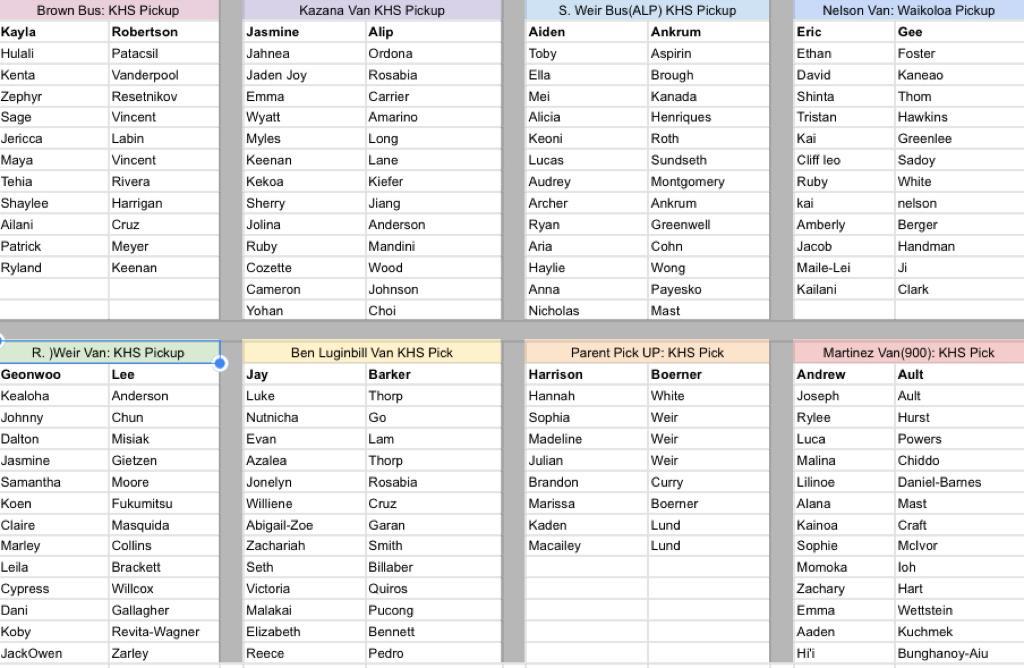 Brown Bus: KHS Pickup
Kayla Robertson
Hulali Patacsil
Kenta Vanderpool
Zephyr Resetnikov
Sage Vincent
Jericca Labin
Maya Vincent
Tehia Rivera
Shaylee Harrigan
Ailani Cruz
Patrick Meyer
Ryland Keenan
Kazana Van KHS Pickup
Jasmine Alip
Jahnea Ordona
Jaden Joy Rosabia
Emma Carrier
Wyatt Amarino
Myles Long
Keenan Lane
Kekoa Kiefer
Sherry Jiang
Jolina Anderson
Ruby Mandini
Cozette Wood
Cameron Johnson
Yohan Choi
S. Weir Bus(ALP) KHS Pickup
Aiden Ankrum
Toby Aspirin
Ella Brough
Mei Kanada
Alicia Henriques
Keoni Roth
Lucas Sundseth
Audrey Montgomery
Archer Ankrum
Ryan Greenwell
Aria Cohn
Haylie Wong
Anna Payesko
Nicholas Mast
Nelson Van: Waikoloa Pickup
Eric Gee
Ethan Foster
David Kaneao
Shinta Thom
Tristan Hawkins
Kai Greenlee
Cliff leo Sadoy
Ruby White
kai nelson
Amberly Berger
Jacob Handman
Maile-Lei Ji
Kailani Clark
R. )Weir Van: KHS Pickup
Geonwoo Lee
Kealoha Anderson
Johnny Chun
Dalton Misiak
Jasmine Gietzen
Samantha Moore
Koen Fukumitsu
Claire Masquida
Marley Collins
Leila Brackett
Cypress Willcox
Dani Gallagher
Koby Revita-Wagner
JackOwen Zarley
Ben Luginbill Van KHS Pick
Jay Barker
Luke Thorp
Nutnicha Go
Evan Lam
Azalea Thorp
Jonelyn Rosabia
Williene Cruz
Abigail-Zoe Garan
Zachariah Smith
Seth Billaber
Victoria Quiros
Malakai Pucong
Elizabeth Bennett
Reece Pedro
Parent Pick UP: KHS Pick
Harrison Boerner
Hannah White
Sophia Weir
Madeline Weir
Julian Weir
Brandon Curry
Marissa Boerner
Kaden Lund
Macailey Lund
Martinez Van(900): KHS Pick
Andrew Ault
Joseph Ault
Rylee Hurst
Luca Powers
Malina Chiddo
Lilinoe Daniel-Barnes
Alana Mast
Kainoa Craft
Sophie McIvor
Momoka Ioh
Zachary Hart
Emma Wettstein
Aaden Kuchmek
Hi'i Bunghanoy-Aiu